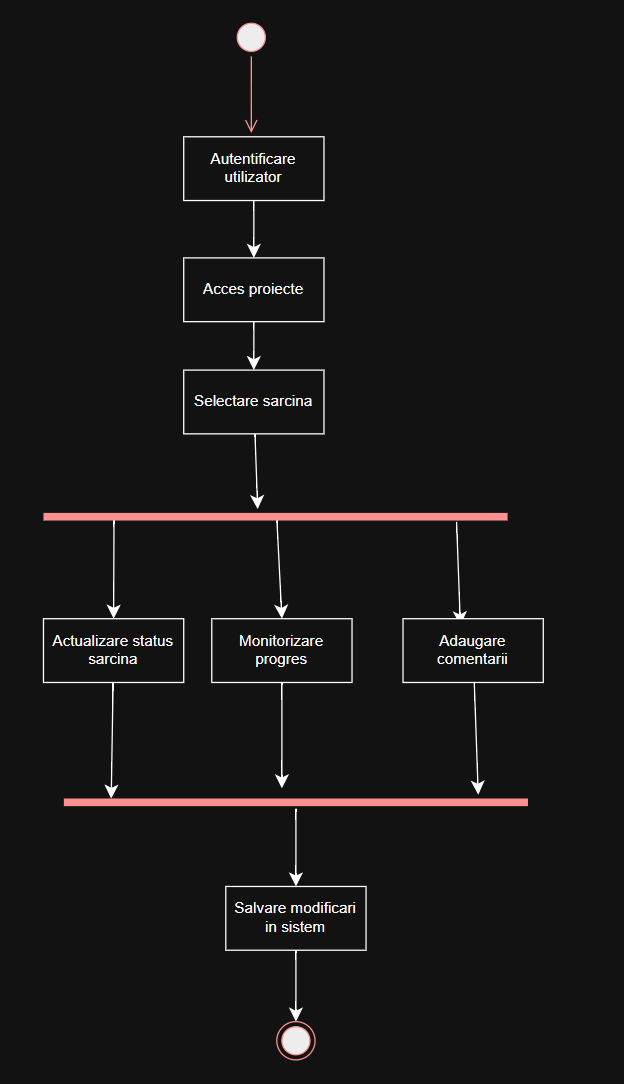 Autentificare
utilizator
Acces proiecte
Selectare sarcina
Actualizare status
sarcina
Monitorizare
progres
Adaugare
comentarii
Salvare modificari
in sistem